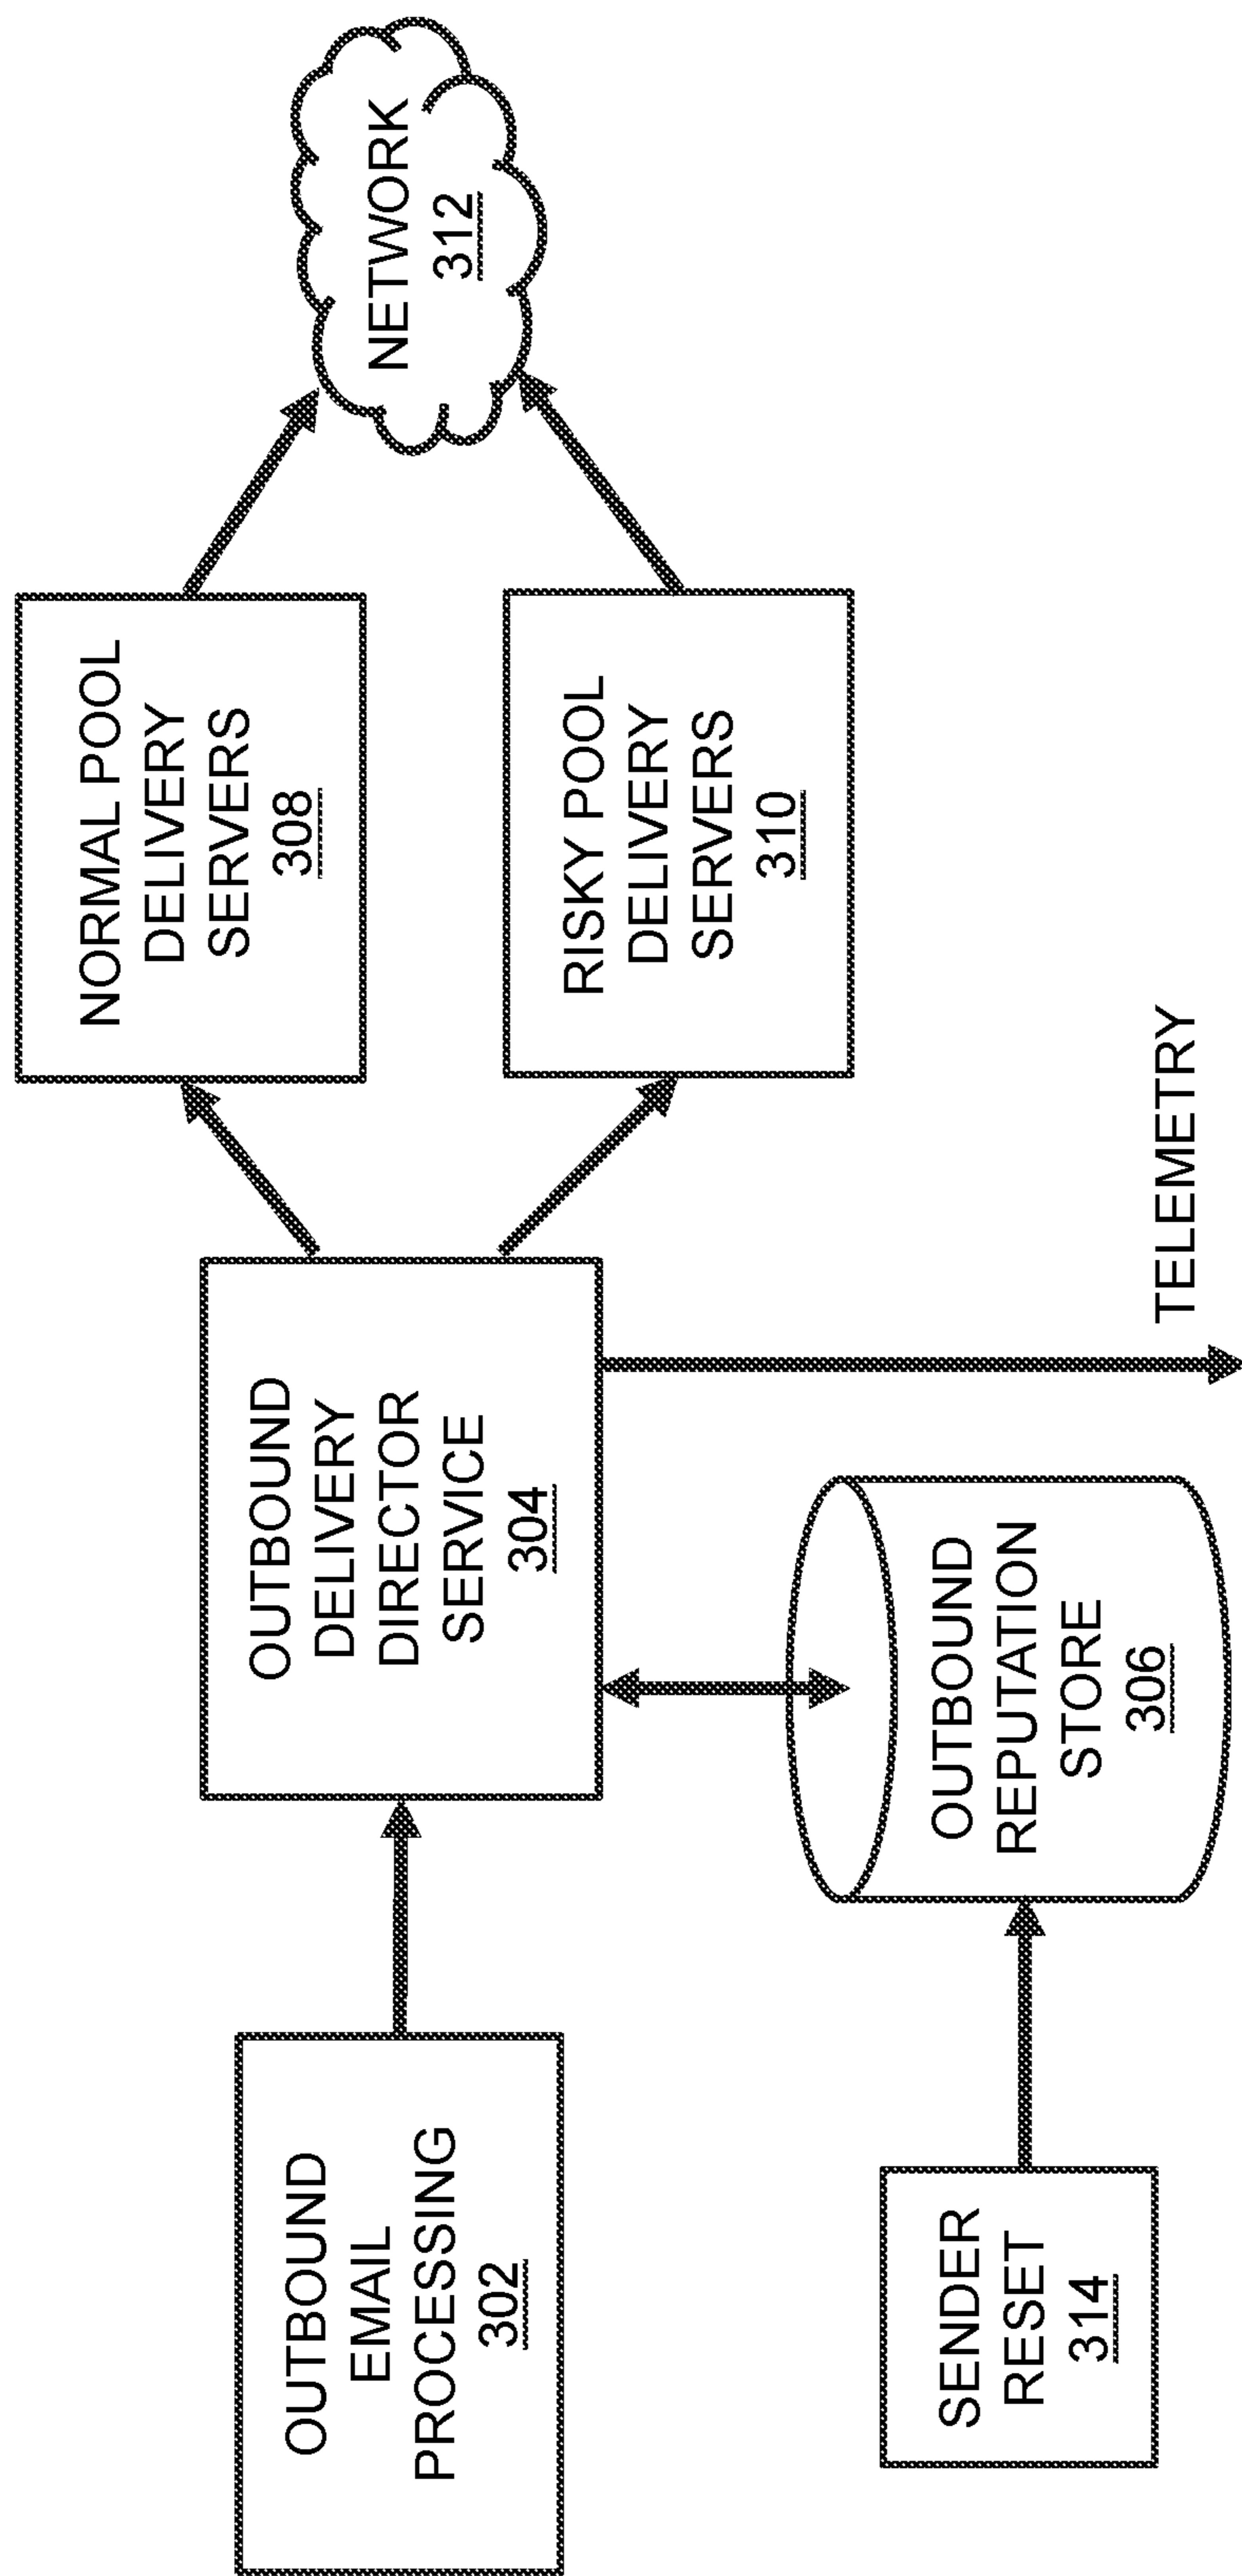 OUTBOUND
EMAIL
PROCESSING
302
OUTBOUND
DELIVERY
DIRECTOR
SERVICE
304
NORMAL POOL
DELIVERY
SERVERS
308
RISKY POOL
DELIVERY
SERVERS
310
NETWORK
312
SENDER
RESET
314
OUTBOUND
REPUTATION
STORE
306
TELEMETRY